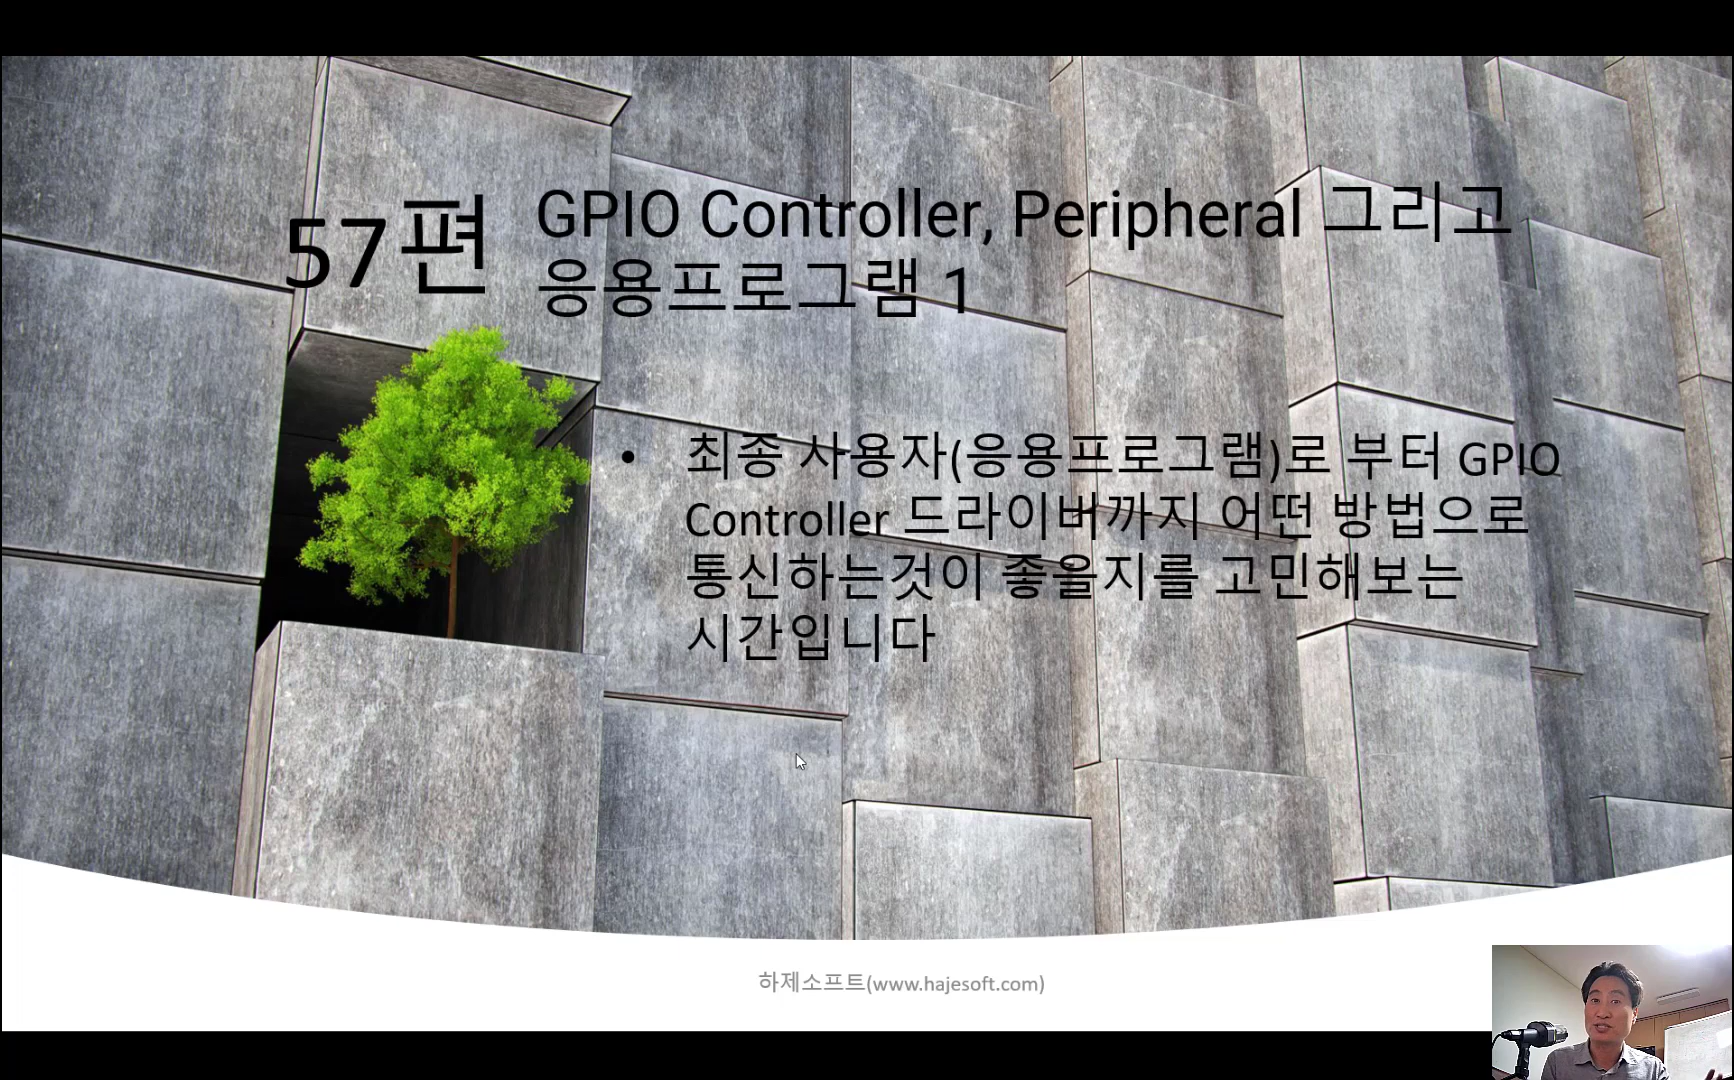 57편
GPIO Controller, Peripheral 그리고
응용프로그램 1
• 최종 사용자(응용프로그램)로 부터 GPIO
Controller 드라이버까지 어떤 방법으로
통신하는것이 좋을지를 고민해보는
시간입니다
하제소프트(www.hajesoft.com)